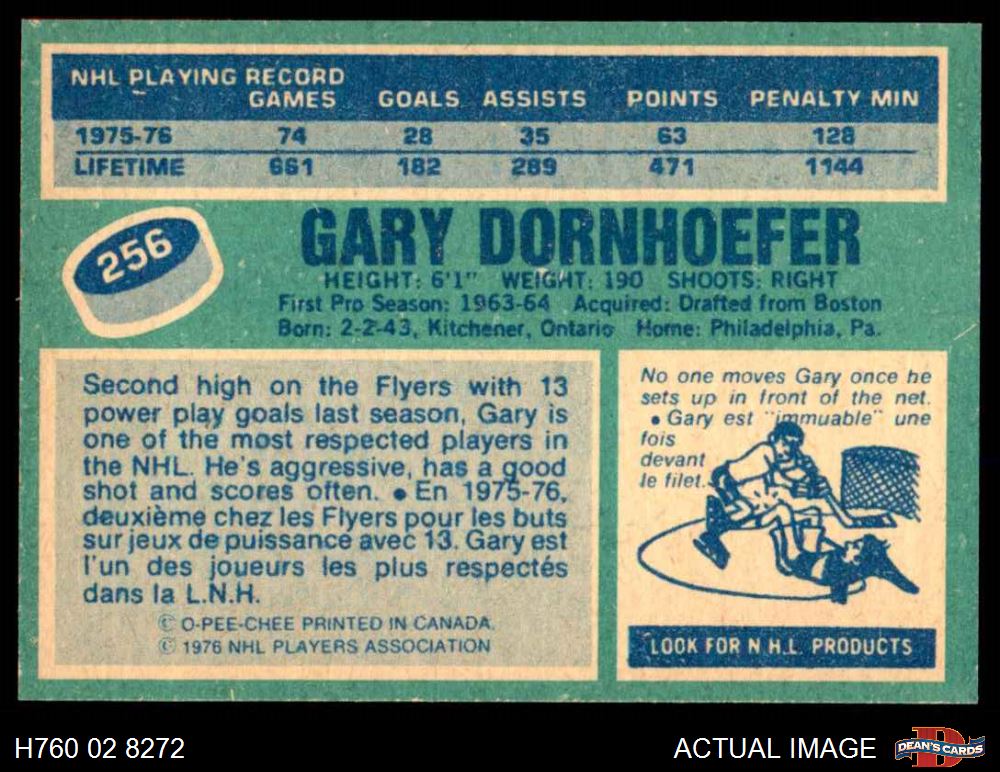 NHL PLAYING RECORD
GAMES GOALS ASSISTS POINTS PENALTY MIN
1975-76 74 28 35 63 128
LIFETIME 661 182 289 471 1144
256
GARY DORNHOEFER
HEIGHT: 6'1" WEIGHT: 190 SHOOTS: RIGHT
First Pro Season: 1963-64 Acquired: Drafted from Boston
Born: 2-2-43, Kitchener, Ontario Home: Philadelphia, Pa.
Second high on the Flyers with 13
power play goals last season, Gary is
one of the most respected players in
the NHL. He's aggressive, has a good
shot and scores often. • En 1975-76,
deuxième chez les Flyers pour les buts
sur jeux de puissance avec 13. Gary est
l'un des joueurs les plus respectés
dans la L.N.H.
© O-PEE-CHEE PRINTED IN CANADA.
© 1976 NHL PLAYERS ASSOCIATION
No one moves Gary once he
sets up in front of the net.
• Gary est "immuable" une
fois
devant
le filet.
LOOK FOR N.H.L. PRODUCTS
H760 02 8272
ACTUAL IMAGE
DEAN'S CARDS